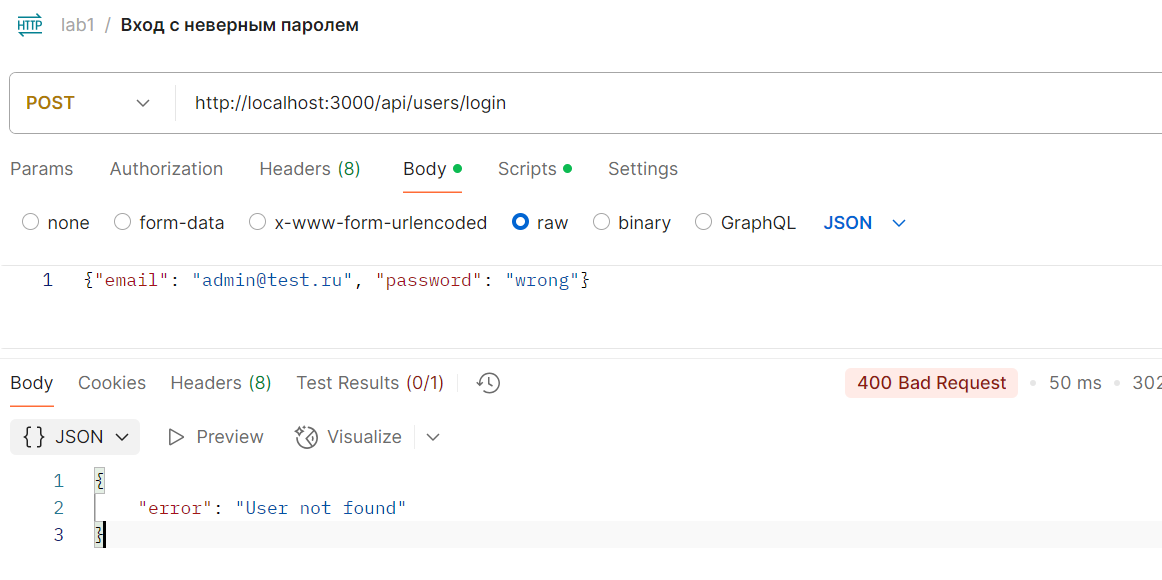 HTTP lab1 / Вход с неверным паролем
POST http://localhost:3000/api/users/login
Params Authorization Headers (8) Body Scripts Settings
none form-data x-www-form-urlencoded raw binary GraphQL JSON
1 {"email": "admin@test.ru", "password": "wrong"}
Body Cookies Headers (8) Test Results (0/1) 400 Bad Request • 50 ms • 302
{} JSON Preview Visualize
1 {
2 "error": "User not found"
3 }